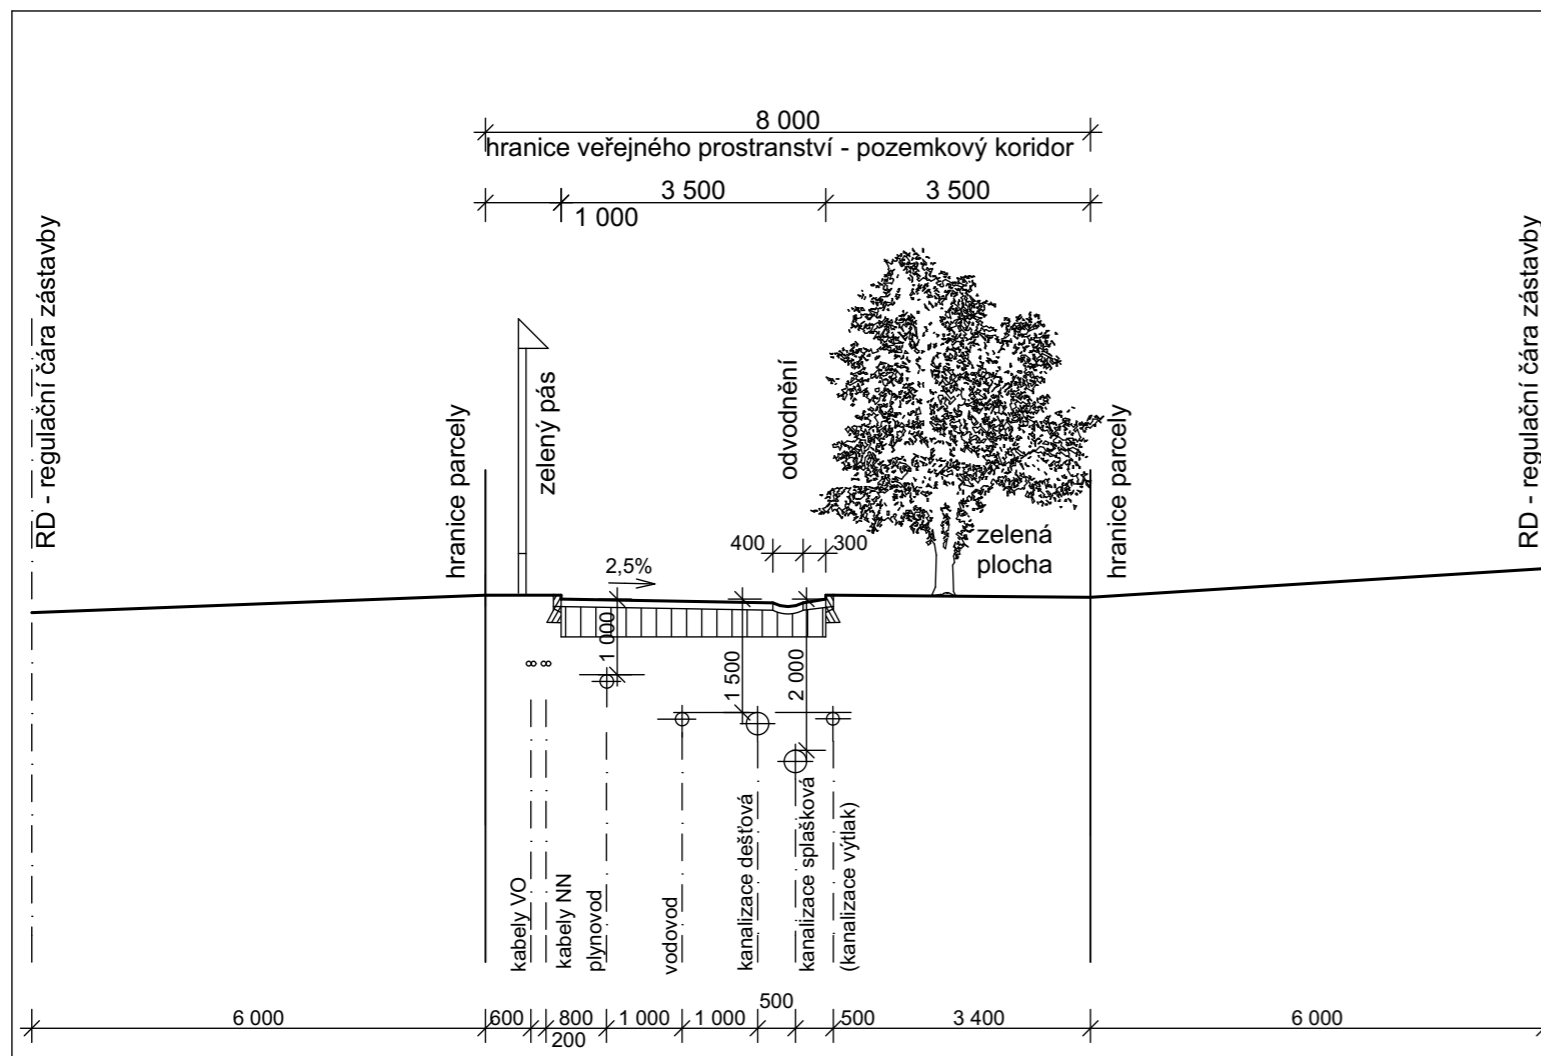 8 000
hranice veřejného prostranství - pozemkový koridor
3 500
3 500
1 000
RD - regulační čára zástavby
hranice parcely
zelený pás
odvodnění
zelená
plocha
hranice parcely
RD - regulační čára zástavby
400
300
2,5%
1 000
1 500
2 000
kabely VO
kabely NN
plynovod
vodovod
kanalizace dešťová
kanalizace splašková
(kanalizace výtlak)
6 000
600
800
200
1 000
1 000
500
500
3 400
6 000